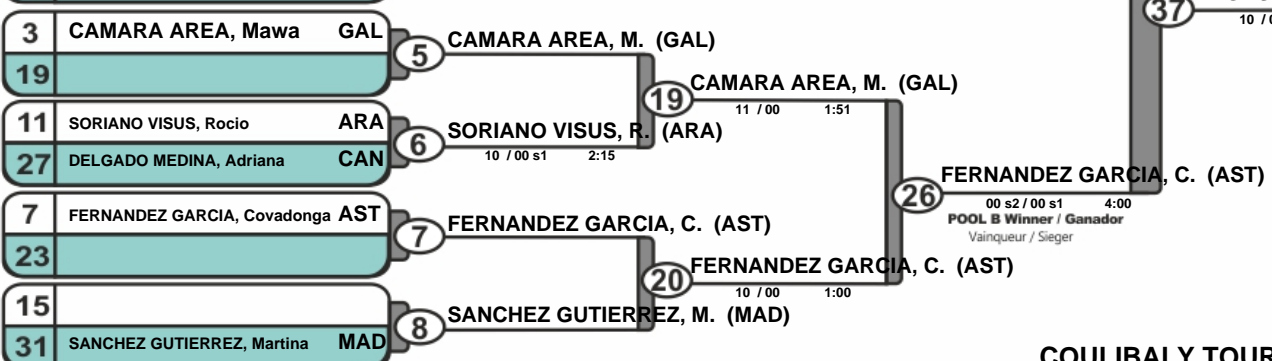 3 CAMARA AREA, Mawa GAL
19
5
CAMARA AREA, M. (GAL)
11 SORIANO VISUS, Rocio ARA
27 DELGADO MEDINA, Adriana CAN
6
SORIANO VISUS, R. (ARA)
10 / 00 s1 2:15
19
CAMARA AREA, M. (GAL)
11 / 00 1:51
7 FERNANDEZ GARCIA, Covadonga AST
23
7
FERNANDEZ GARCIA, C. (AST)
15
31 SANCHEZ GUTIERREZ, Martina MAD
8
SANCHEZ GUTIERREZ, M. (MAD)
20
FERNANDEZ GARCIA, C. (AST)
10 / 00 1:00
26
FERNANDEZ GARCIA, C. (AST)
00 s2 / 00 s1 4:00
POOL B Winner / Ganador
Vainqueur / Sieger
37
10 /
COULIBALY TOUR